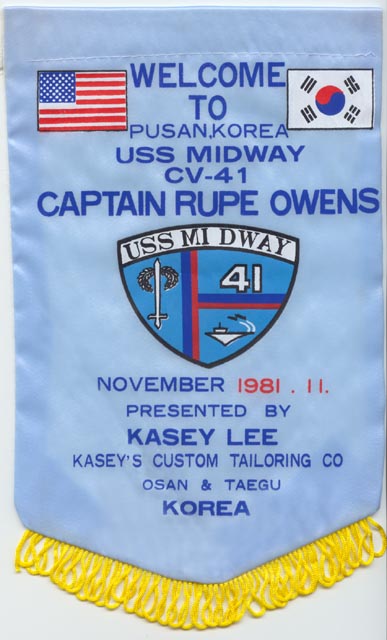 WELCOME
TO
PUSAN,KOREA
USS MIDWAY
CV-41
CAPTAIN RUPE OWENS
USS MI DWAY
41
NOVEMBER 1981 . 11.
PRESENTED BY
KASEY LEE
KASEY'S CUSTOM TAILORING CO
OSAN & TAEGU
KOREA